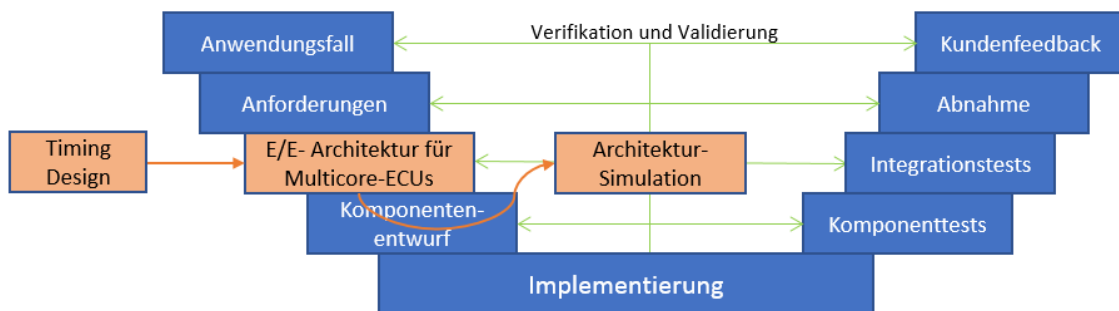 Anwendungsfall
Verifikation und Validierung
Kundenfeedback
Anforderungen
Abnahme
Timing
Design
E/E- Architektur für
Multicore-ECUs
Architektur-
Simulation
Integrationstests
Komponenten-
entwurf
Komponenttests
Implementierung